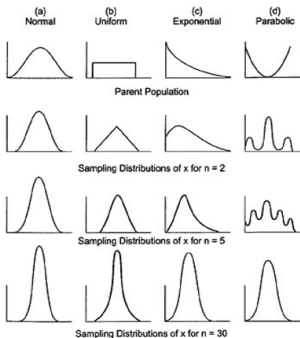 (a) (b) (c) (d)
Normal Uniform Exponential Parabolic
Parent Population
Sampling Distributions of x for n = 2
Sampling Distributions of x for n = 5
Sampling Distributions of x for n = 30